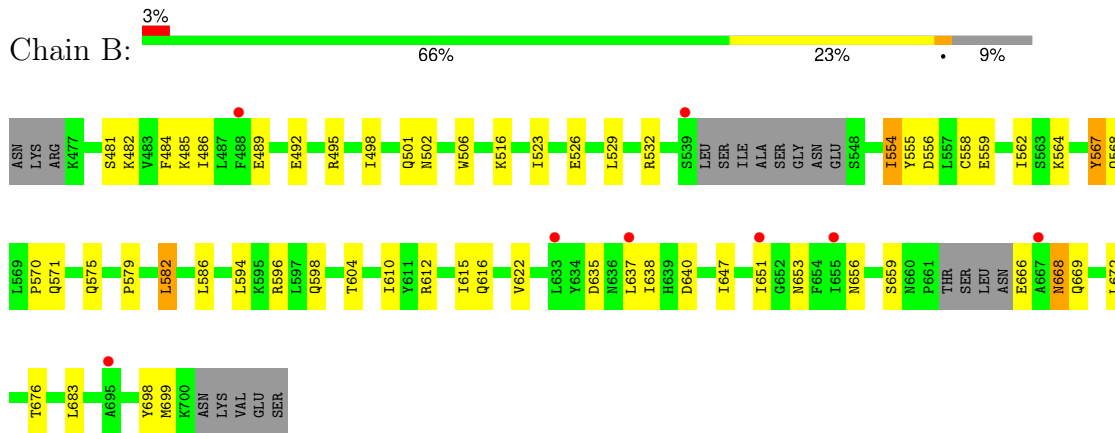 3%
Chain B:
66% 23% • 9%
ASN LYS ARG K477 S481 K482 V483 F484 K485 I486 L487 F488 E489 E492 R495 I498 Q501 N502 W506 K516 I523 E526 L529 R532 S539 LEU SER ILE ALA SER GLY ASN GLU S548 I554 Y555 D556 L557 C558 E559 I562 S563 K564 Y567
L569 P570 Q571 Q575 P579 L582 L586 L594 K595 R596 L597 Q598 T604 I610 Y611 R612 I615 Q616 V622 L633 Y634 D635 N636 L637 I638 H639 D640 I647 I651 G652 N653 F654 I655 N656 S659 N660 P661 THR SER LEU ASN E666 A667 N668 Q669
T676 L683 A695 Y698 M699 K700 ASN LYS VAL GLU SER